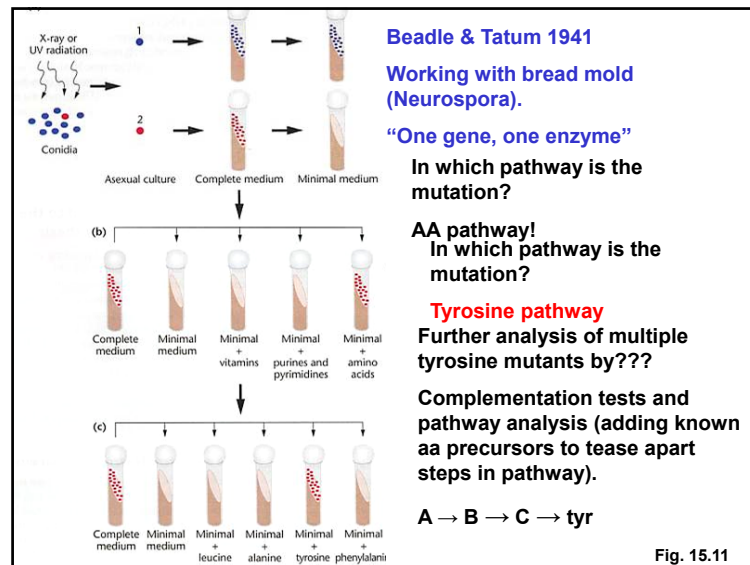 X-ray or
UV radiation
Conidia
1
2
Asexual culture
Complete medium
Minimal medium
(b)
Complete
medium
Minimal
medium
Minimal
+
vitamins
Minimal
+
purines and
pyrimidines
Minimal
+
amino
acids
(c)
Complete
medium
Minimal
medium
Minimal
+
leucine
Minimal
+
alanine
Minimal
+
tyrosine
Minimal
+
phenylalani
Beadle & Tatum 1941
Working with bread mold
(Neurospora).
“One gene, one enzyme”
In which pathway is the
mutation?
AA pathway!
In which pathway is the
mutation?
Tyrosine pathway
Further analysis of multiple
tyrosine mutants by???
Complementation tests and
pathway analysis (adding known
aa precursors to tease apart
steps in pathway).
A → B → C → tyr
Fig. 15.11